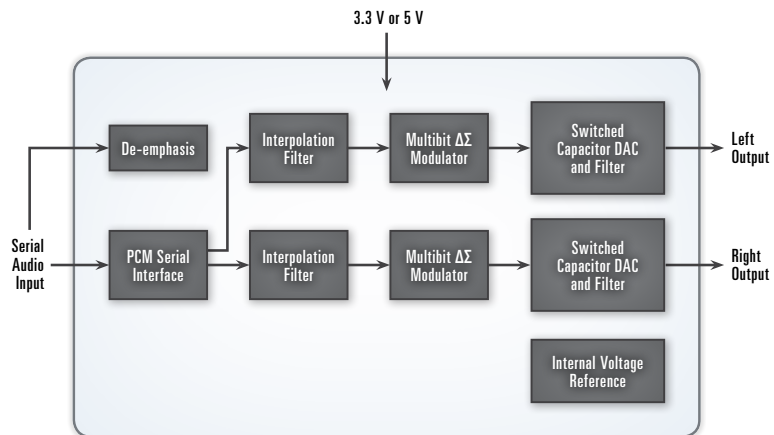 3.3 V or 5 V
De-emphasis
Interpolation
Filter
Multibit ΔΣ
Modulator
Switched
Capacitor DAC
and Filter
Left
Output
Serial
Audio
Input
PCM Serial
Interface
Interpolation
Filter
Multibit ΔΣ
Modulator
Switched
Capacitor DAC
and Filter
Right
Output
Internal Voltage
Reference